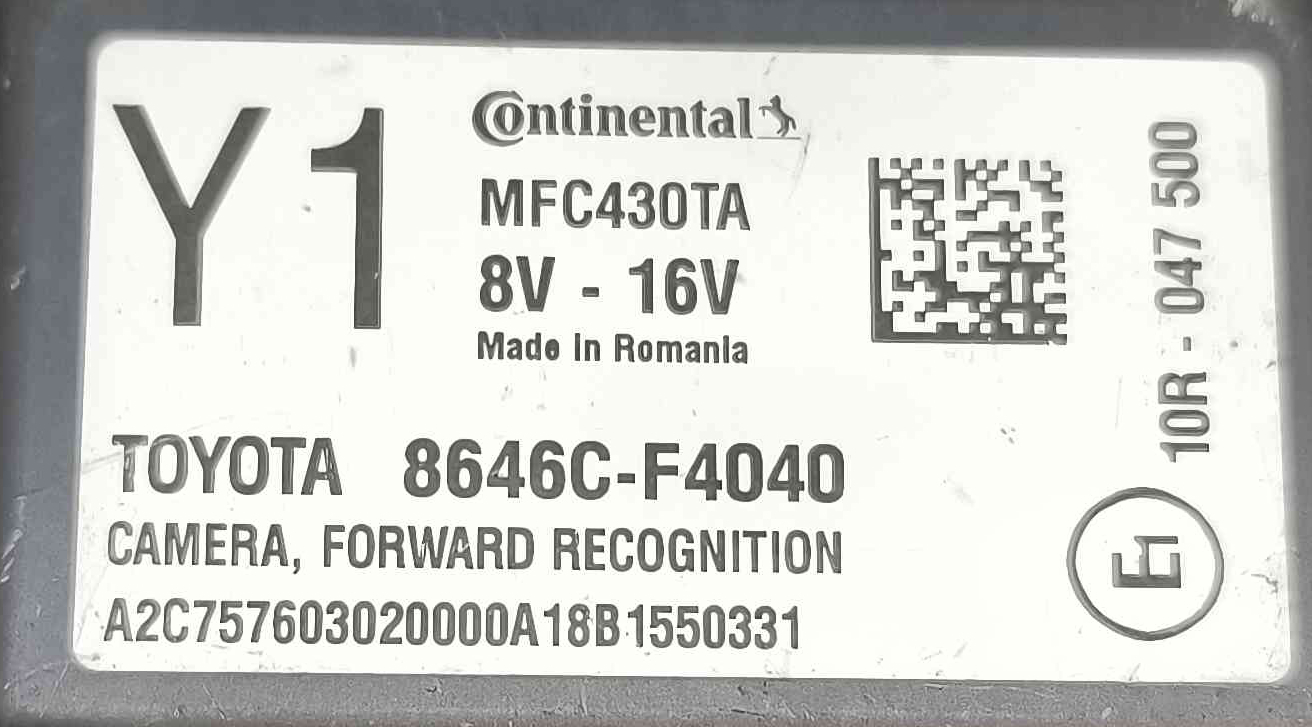 Y1
Continental
MFC430TA
8V - 16V
Made in Romania
TOYOTA 8646C-F4040
CAMERA, FORWARD RECOGNITION
A2C757603020000A18B1550331
10R - 047 500
E1